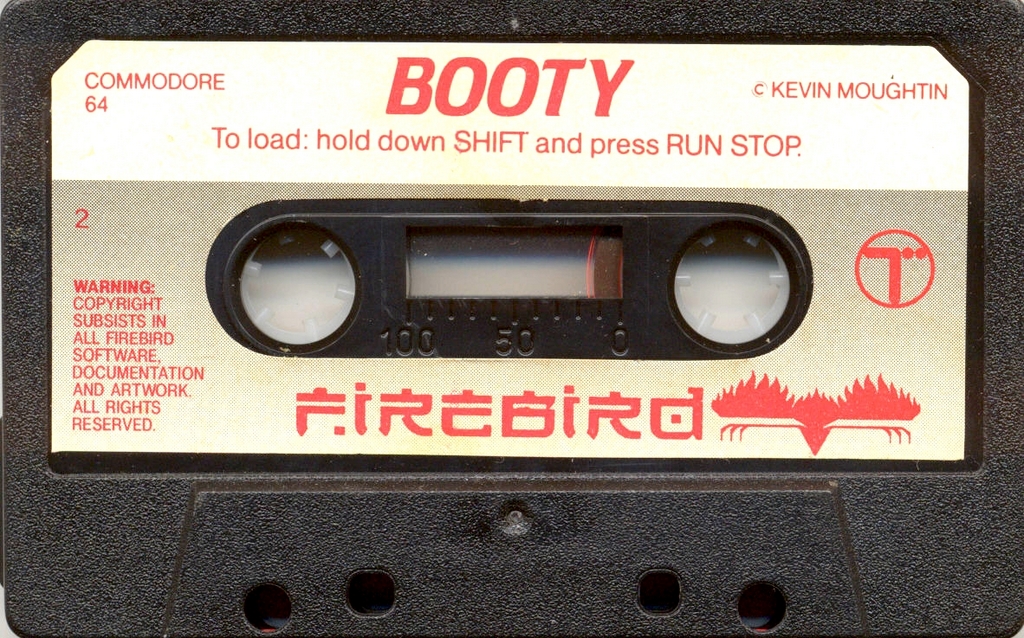 COMMODORE
64
BOOTY
© KEVIN MOUGHTIN
To load: hold down SHIFT and press RUN STOP.
2
WARNING:
COPYRIGHT
SUBSISTS IN
ALL FIREBIRD
SOFTWARE,
DOCUMENTATION
AND ARTWORK.
ALL RIGHTS
RESERVED.
T
100 50 0
FIREBIRD